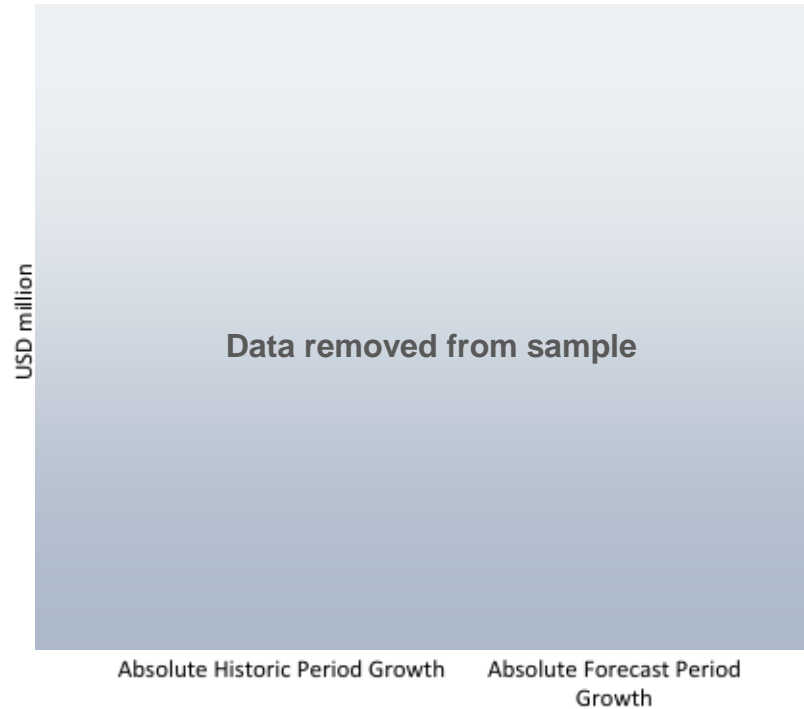 USD million
Data removed from sample
Absolute Historic Period Growth
Absolute Forecast Period
Growth